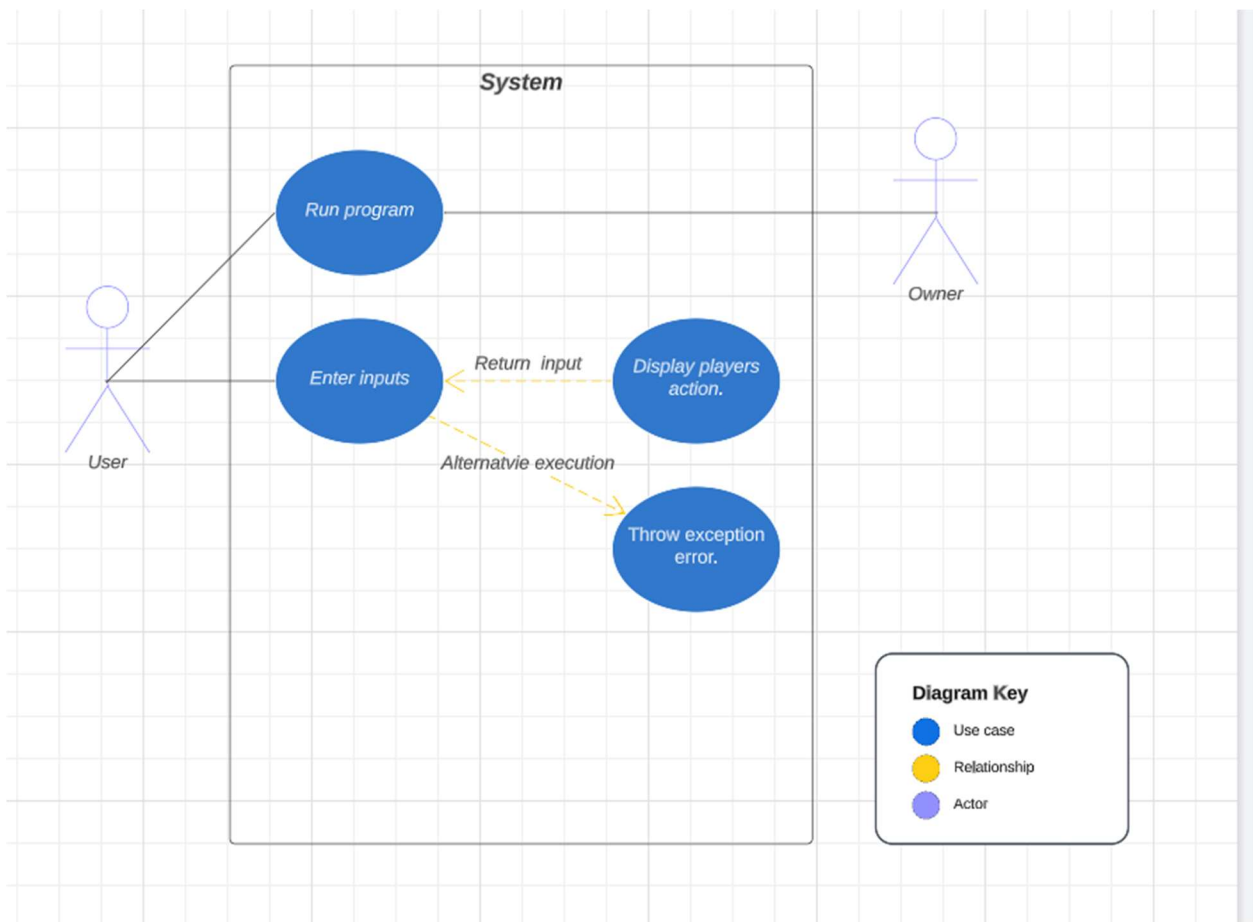 System
Run program
Owner
Enter inputs
Return input
Display players
action.
User
Alternatvie execution
Throw exception
error.
Diagram Key
Use case
Relationship
Actor